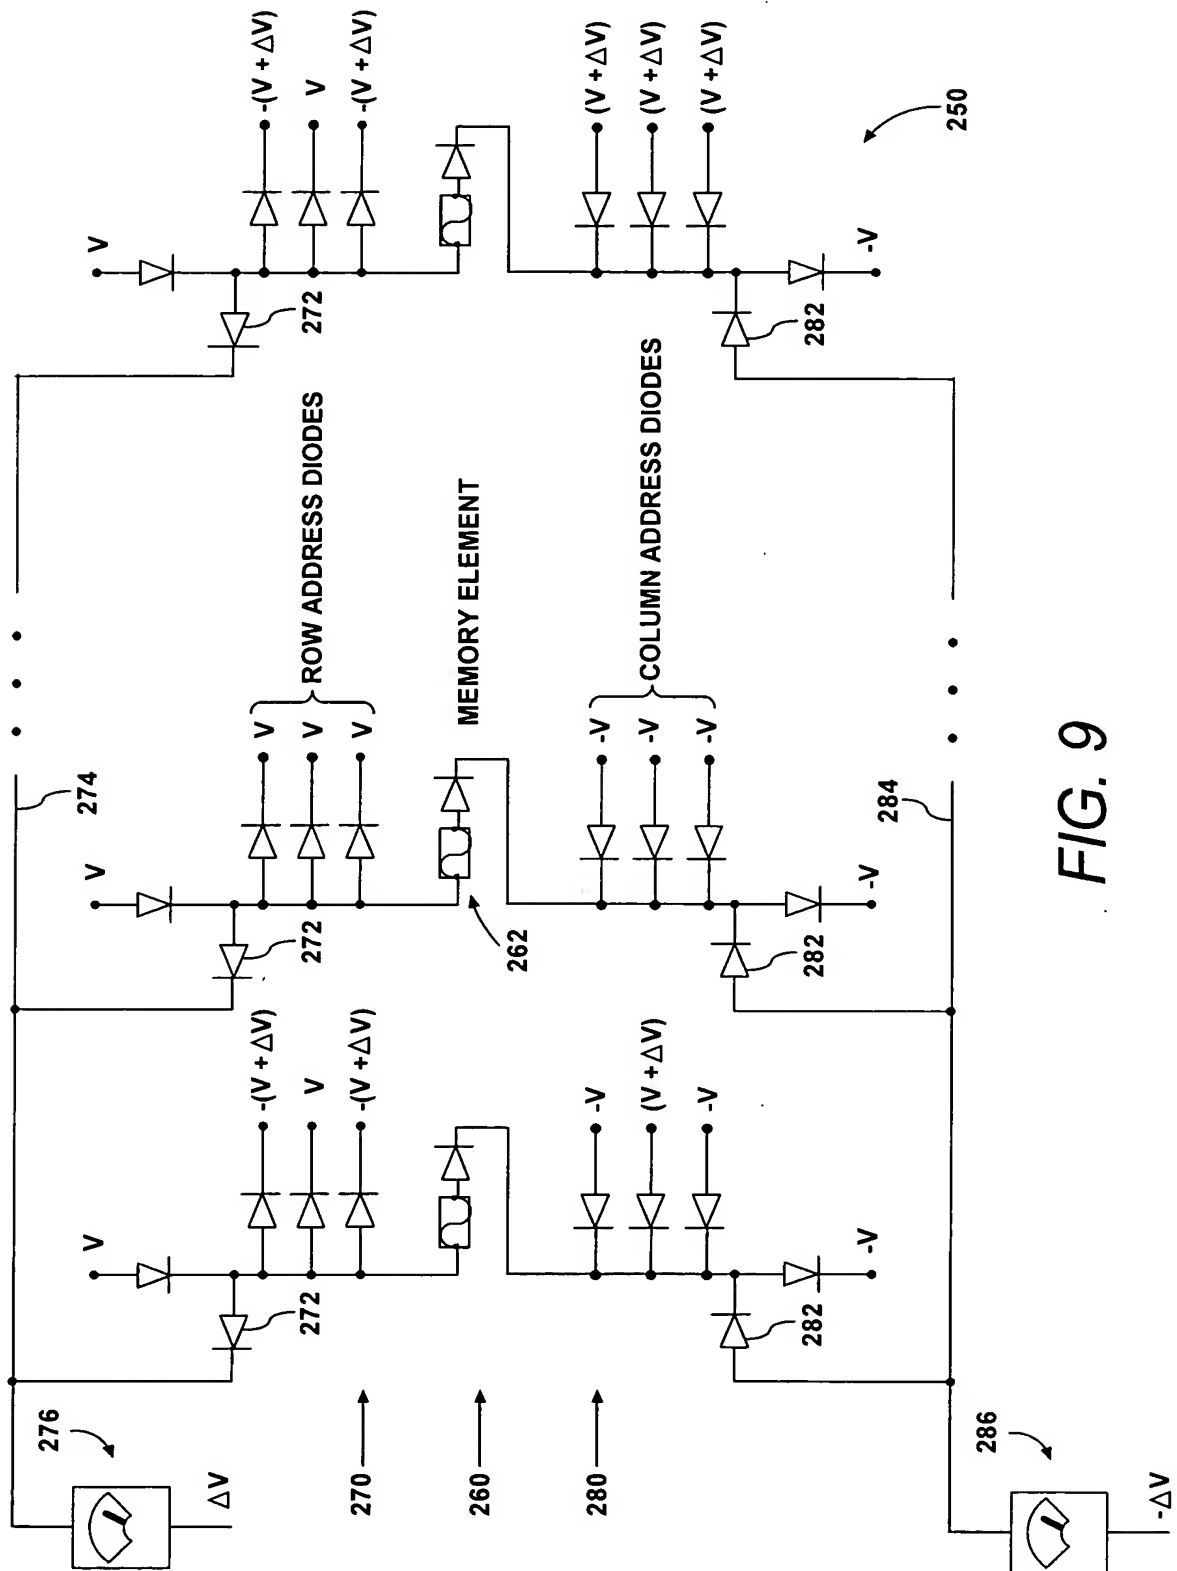 276
274
V
V
V
ΔV
-(V + ΔV)
V
-(V + ΔV)
272
V
272
V
ROW ADDRESS DIODES
272
V
270
-(V + ΔV)
V
-(V + ΔV)
260
MEMORY ELEMENT
262
280
-V
-V
(V + ΔV)
(V + ΔV)
-V
COLUMN ADDRESS DIODES
(V + ΔV)
-V
-V
(V + ΔV)
282
282
282
-V
-V
-V
284
250
286
FIG. 9
-ΔV